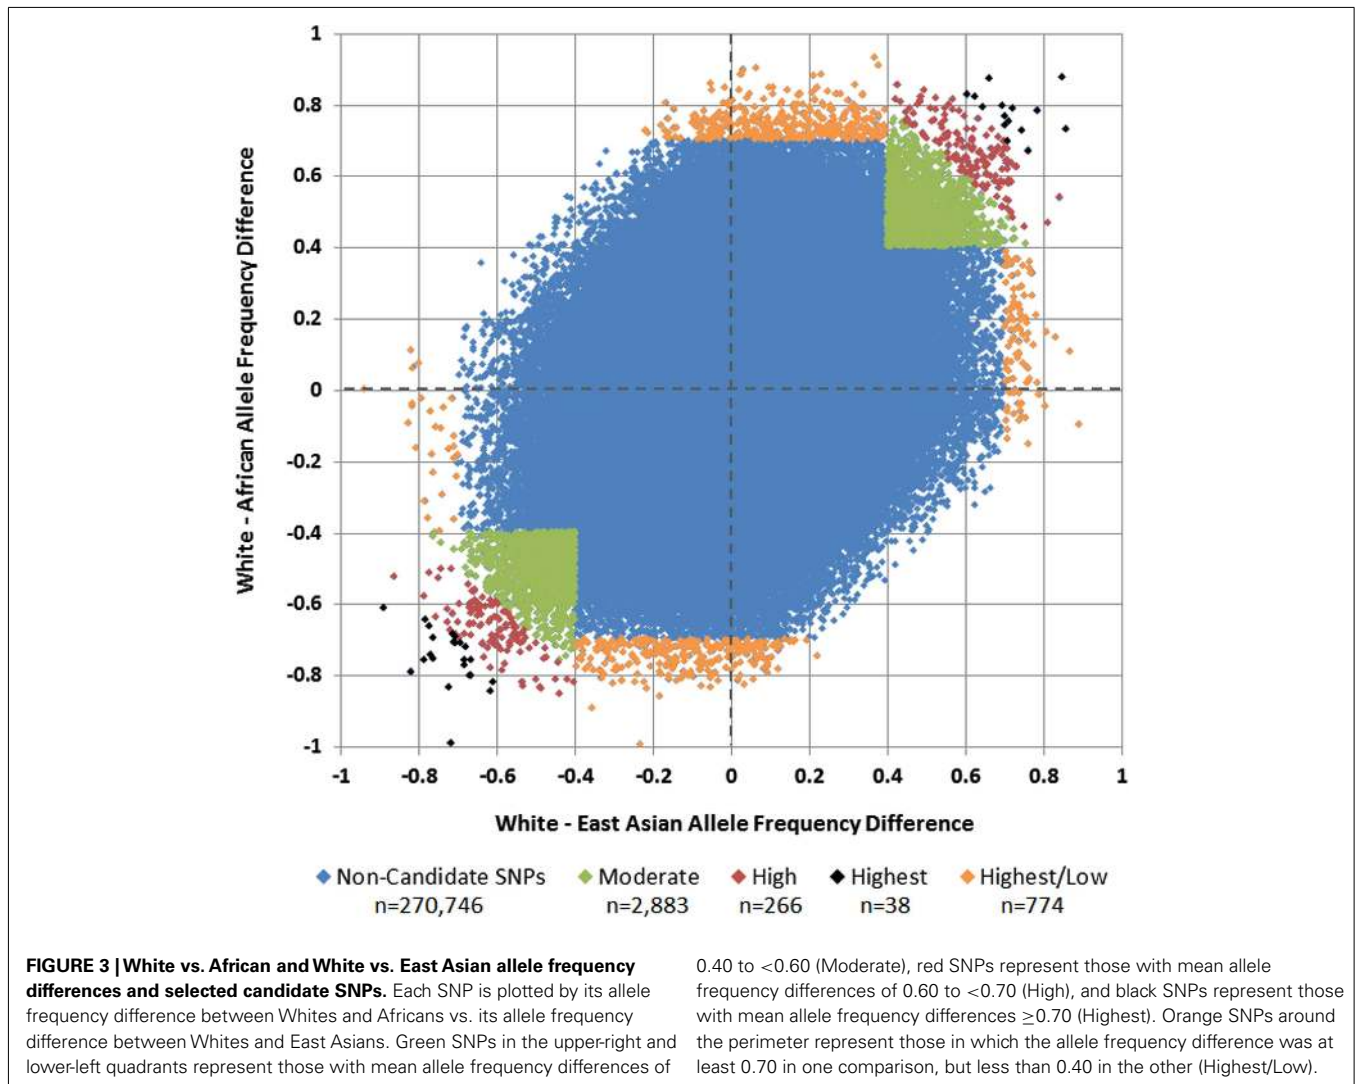 1
0.8
0.6
0.4
0.2
0
-0.2
-0.4
-0.6
-0.8
-1
White - African Allele Frequency Difference
-1 -0.8 -0.6 -0.4 -0.2 0 0.2 0.4 0.6 0.8 1
White - East Asian Allele Frequency Difference
Non-Candidate SNPs Moderate High Highest Highest/Low
n=270,746 n=2,883 n=266 n=38 n=774
FIGURE 3 | White vs. African and White vs. East Asian allele frequency
differences and selected candidate SNPs. Each SNP is plotted by its allele
frequency difference between Whites and Africans vs. its allele frequency
difference between Whites and East Asians. Green SNPs in the upper-right and
lower-left quadrants represent those with mean allele frequency differences of
0.40 to <0.60 (Moderate), red SNPs represent those with mean allele
frequency differences of 0.60 to <0.70 (High), and black SNPs represent those
with mean allele frequency differences ≥0.70 (Highest). Orange SNPs around
the perimeter represent those in which the allele frequency difference was at
least 0.70 in one comparison, but less than 0.40 in the other (Highest/Low).